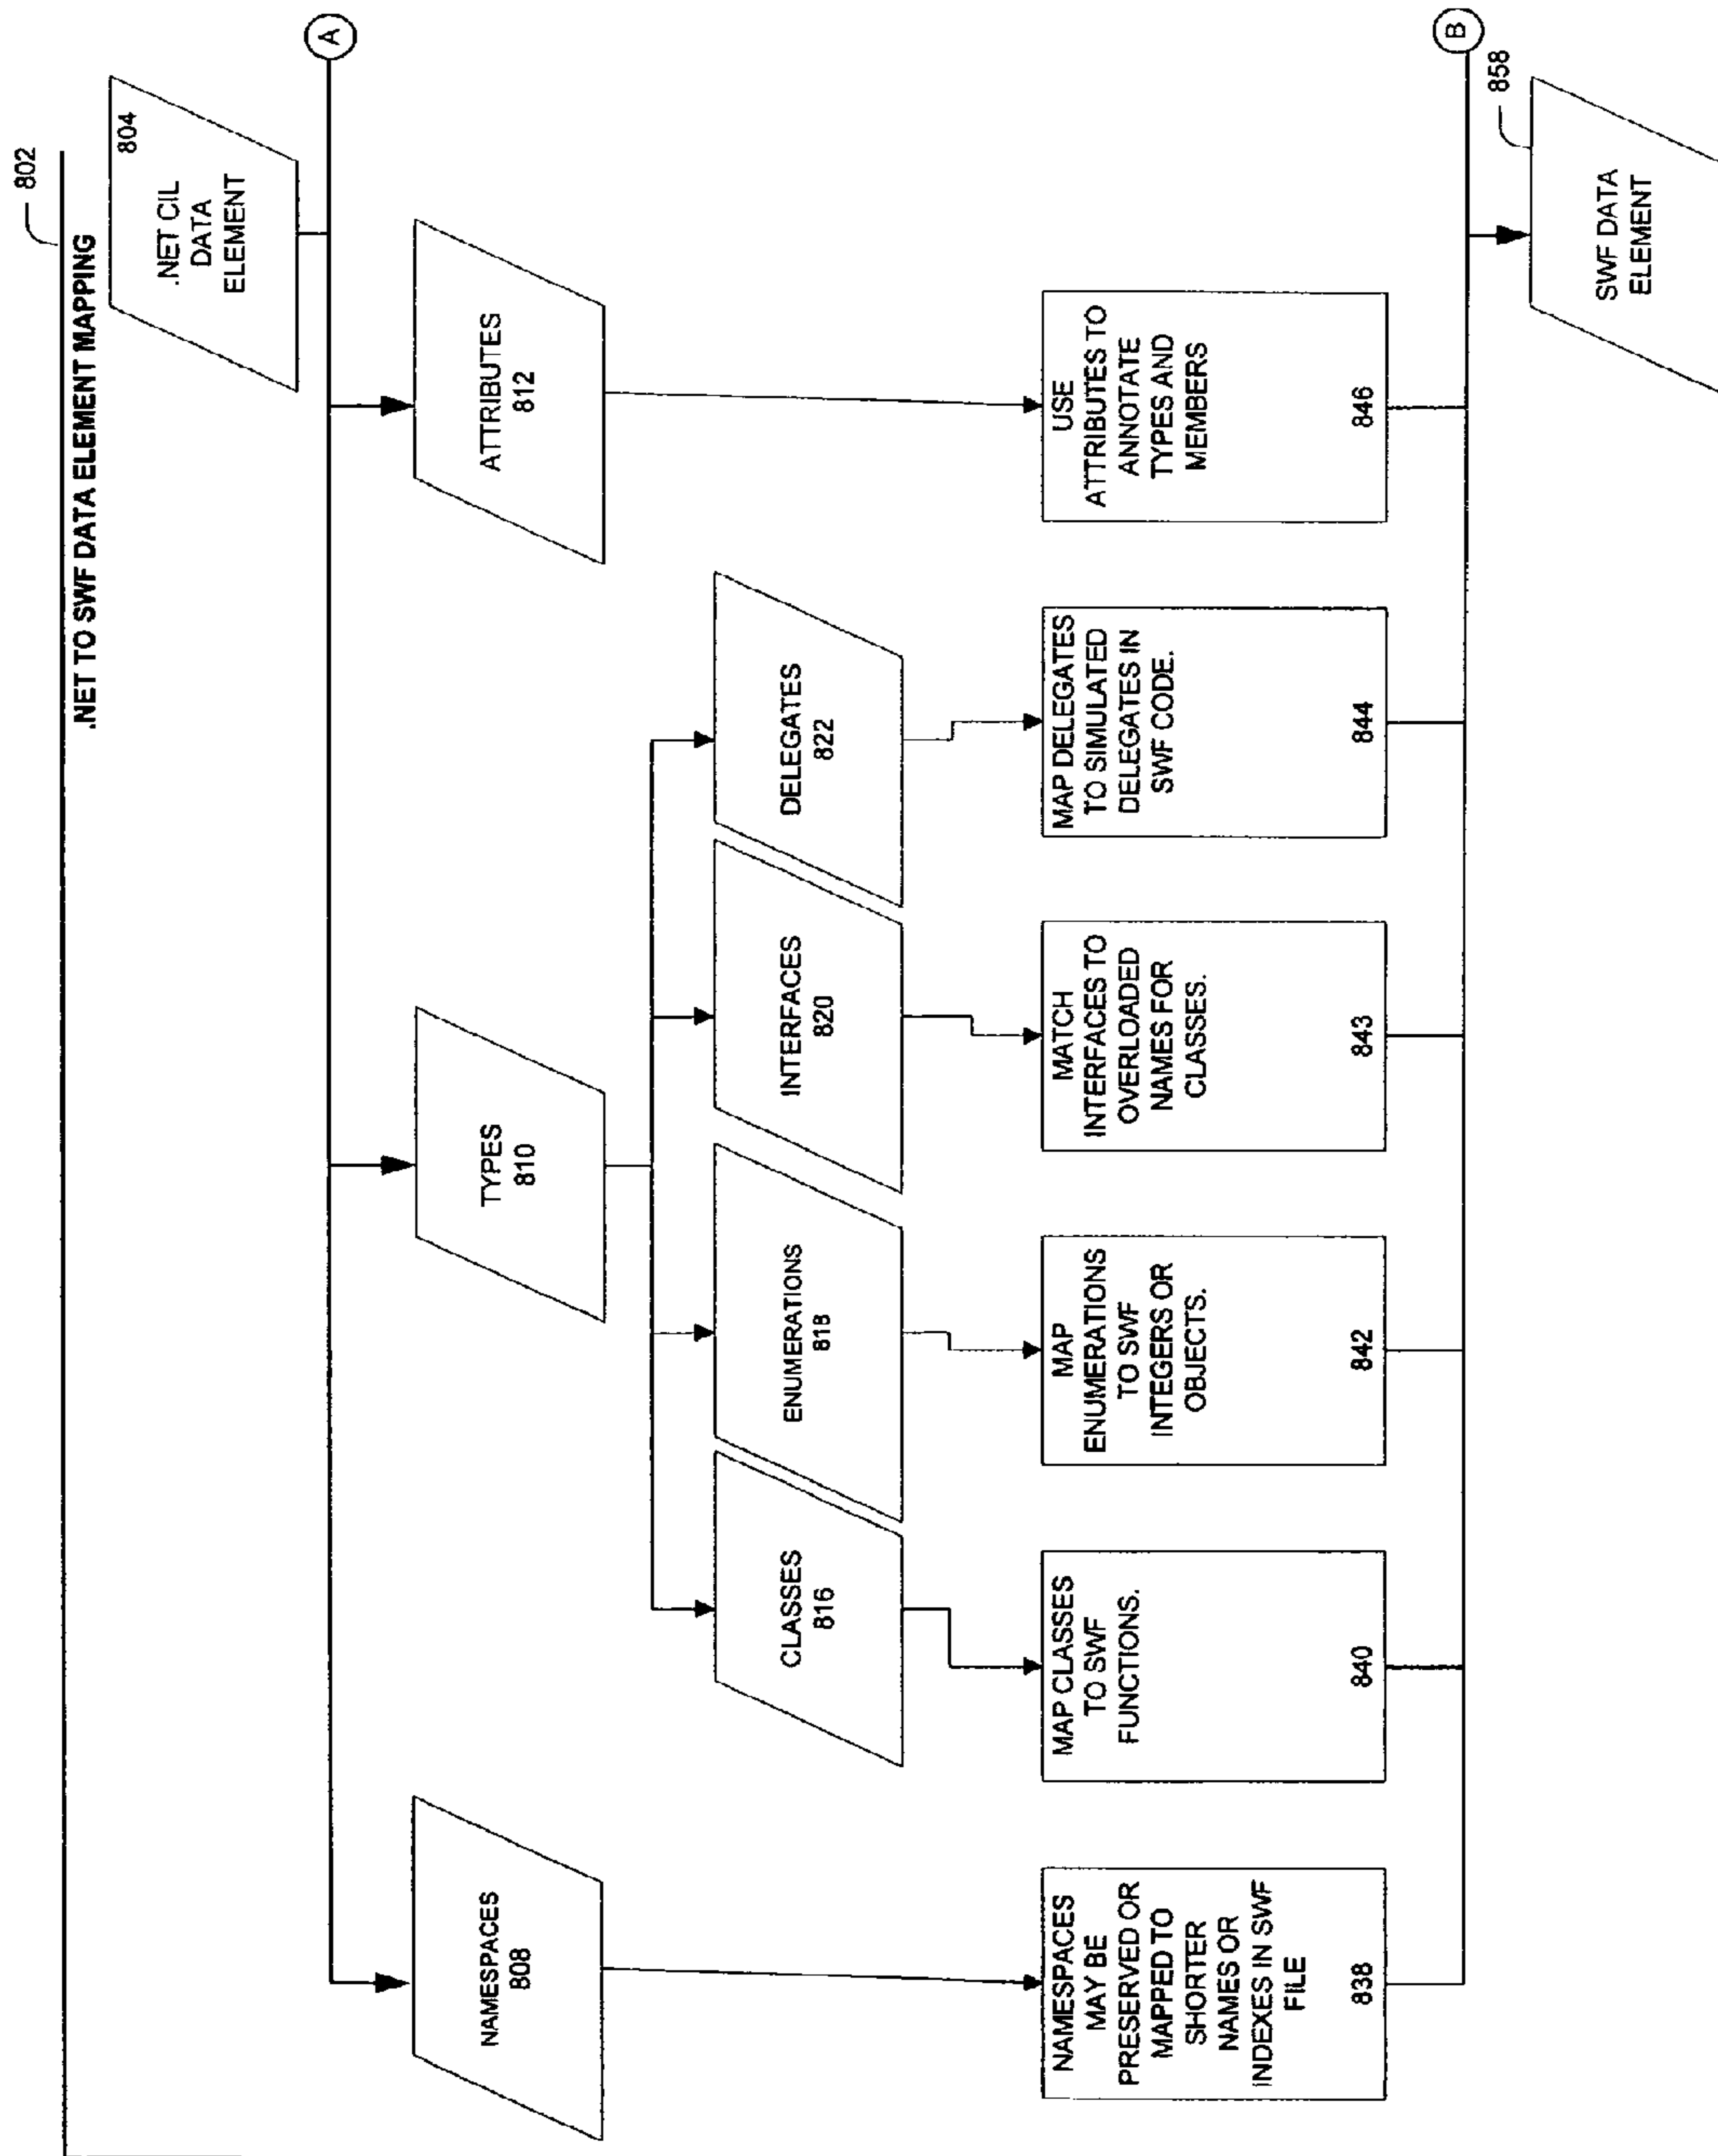 802
.NET TO SWF DATA ELEMENT MAPPING
.NET CIL
DATA
ELEMENT
804
A
NAMESPACES
808
TYPES
810
ATTRIBUTES
812
CLASSES
816
ENUMERATIONS
818
INTERFACES
820
DELEGATES
822
NAMESPACES
MAY BE
PRESERVED OR
MAPPED TO
SHORTER
NAMES OR
INDEXES IN SWF
FILE
838
MAP CLASSES
TO SWF
FUNCTIONS.
840
MAP
ENUMERATIONS
TO SWF
INTEGERS OR
OBJECTS.
842
MATCH
INTERFACES TO
OVERLOADED
NAMES FOR
CLASSES.
843
MAP DELEGATES
TO SIMULATED
DELEGATES IN
SWF CODE.
844
USE
ATTRIBUTES TO
ANNOTATE
TYPES AND
MEMBERS
846
B
858
SWF DATA
ELEMENT